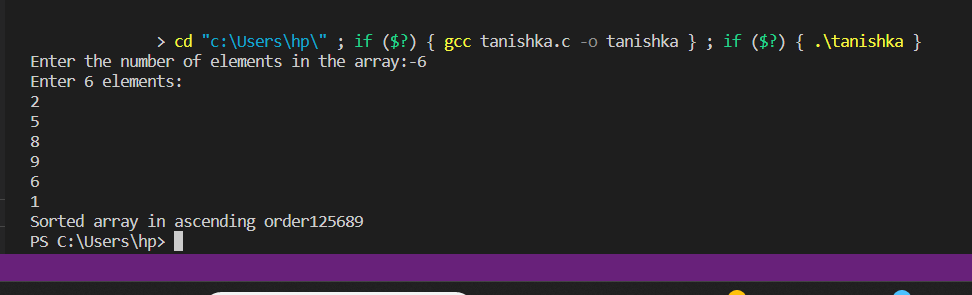 > cd "c:\Users\hp\" ; if ($?) { gcc tanishka.c -o tanishka } ; if ($?) { .\tanishka }
Enter the number of elements in the array:-6
Enter 6 elements:
2
5
8
9
6
1
Sorted array in ascending order125689
PS C:\Users\hp>